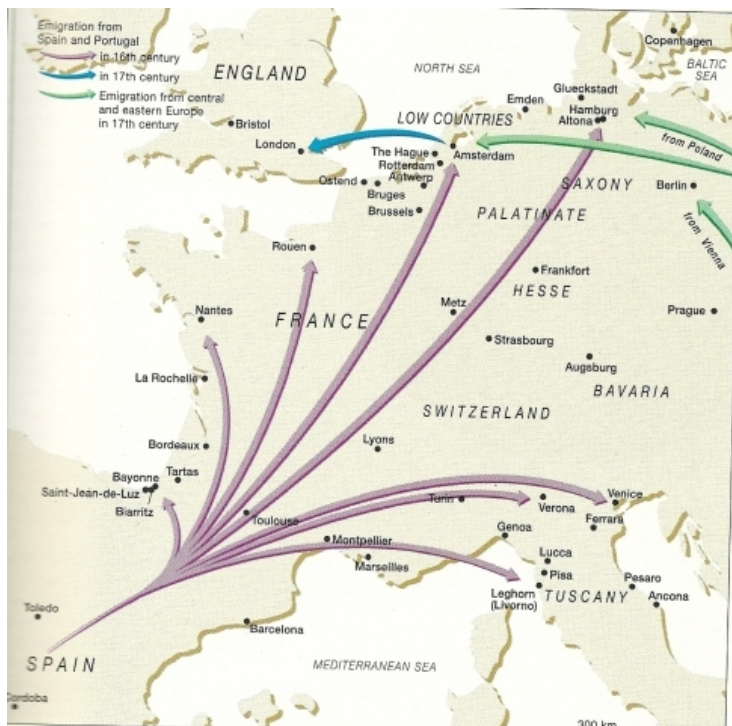 Emigration from
Spain and Portugal
in 16th century
in 17th century
Emigration from central
and eastern Europe
in 17th century
ENGLAND
NORTH SEA
Copenhagen
BALTIC
SEA
Glueckstadt
Emden
Hamburg
Altona
LOW COUNTRIES
Bristol
London
The Hague
Amsterdam
Rotterdam
Antwerp
from Poland
Ostend
Bruges
Brussels
SAXONY
Berlin
PALATINATE
from Vienna
Rouen
Frankfort
HESSE
Nantes
FRANCE
Metz
Prague
Strasbourg
Augsburg
La Rochelle
BAVARIA
SWITZERLAND
Bordeaux
Lyons
Tartas
Bayonne
Saint-Jean-de-Luz
Biarritz
Toulouse
Turin
Verona
Venice
Ferrara
Genoa
Montpellier
Marseilles
Lucca
Pisa
Leghorn
(Livorno)
TUSCANY
Pesaro
Ancona
Toledo
Barcelona
SPAIN
MEDITERRANEAN SEA
300 km